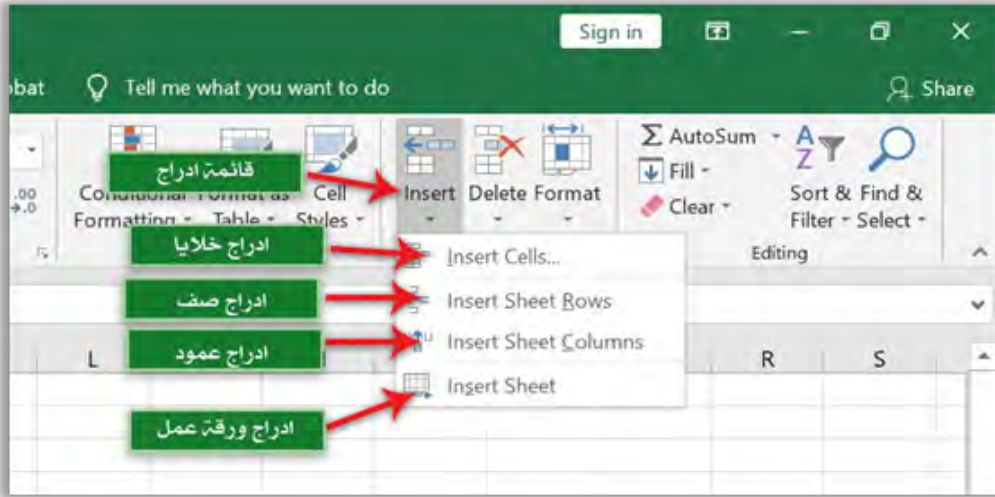 Sign in
obat Tell me what you want to do Share
قائمة ادراج
.00
→.0
Conditional Format as Cell Insert Delete Format
Formatting Table Styles
Σ AutoSum
Fill
Clear
A
Z
Sort & Find &
Filter Select
Editing
ادراج خلايا
Insert Cells...
ادراج صف
Insert Sheet Rows
ادراج عمود
Insert Sheet Columns
L R S
Insert Sheet
ادراج ورقة عمل